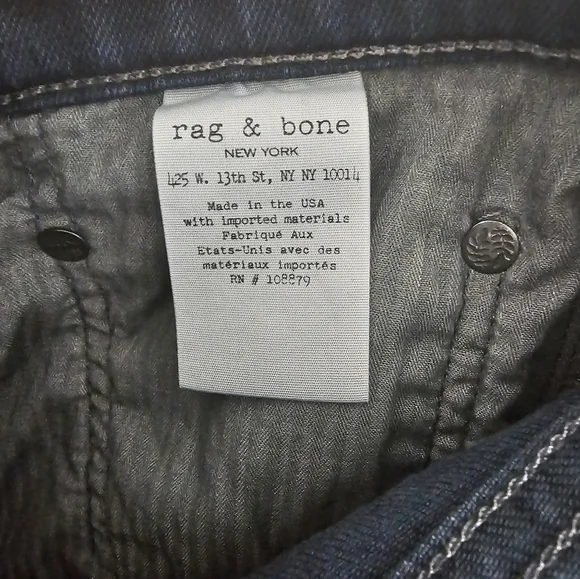 rag & bone
NEW YORK
425 W. 13th St, NY NY 10014
Made in the USA
with imported materials
Fabriqué Aux
Etats-Unis avec des
matériaux importés
RN # 108879